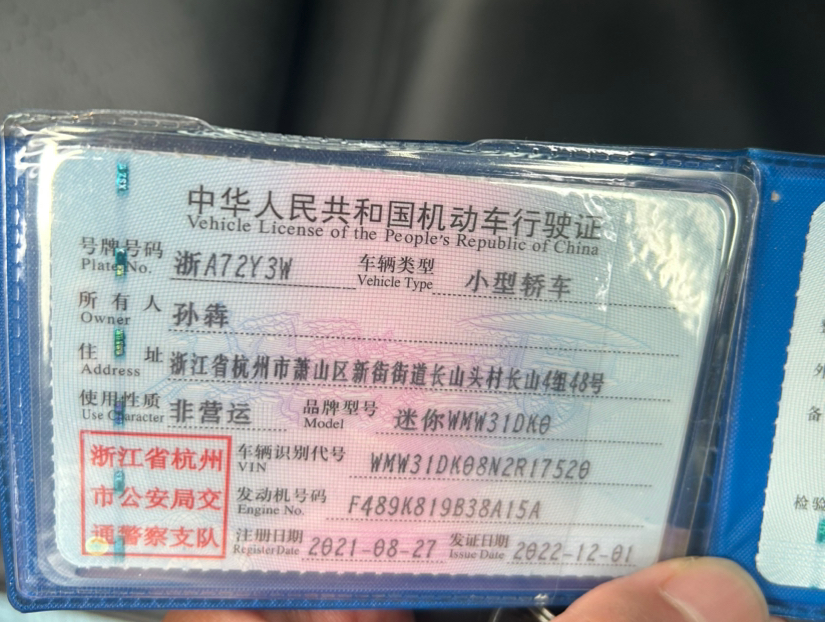 中华人民共和国机动车行驶证
Vehicle License of the People's Republic of China
号牌号码 浙A72Y3W 车辆类型 小型轿车
Plate No. Vehicle Type
所有人 孙犇
Owner
住址 浙江省杭州市萧山区新街街道长山头村长山4组48号
Address
使用性质 非营运 品牌型号 迷你WMW31DK0
Use Character Model
浙江省杭州
市公安局交
通警察支队
车辆识别代号 WMW31DK08N2R17520
VIN
发动机号码 F489K819B38A15A
Engine No.
注册日期 2021-08-27 发证日期 2022-12-01
Register Date Issue Date
外
备
检验